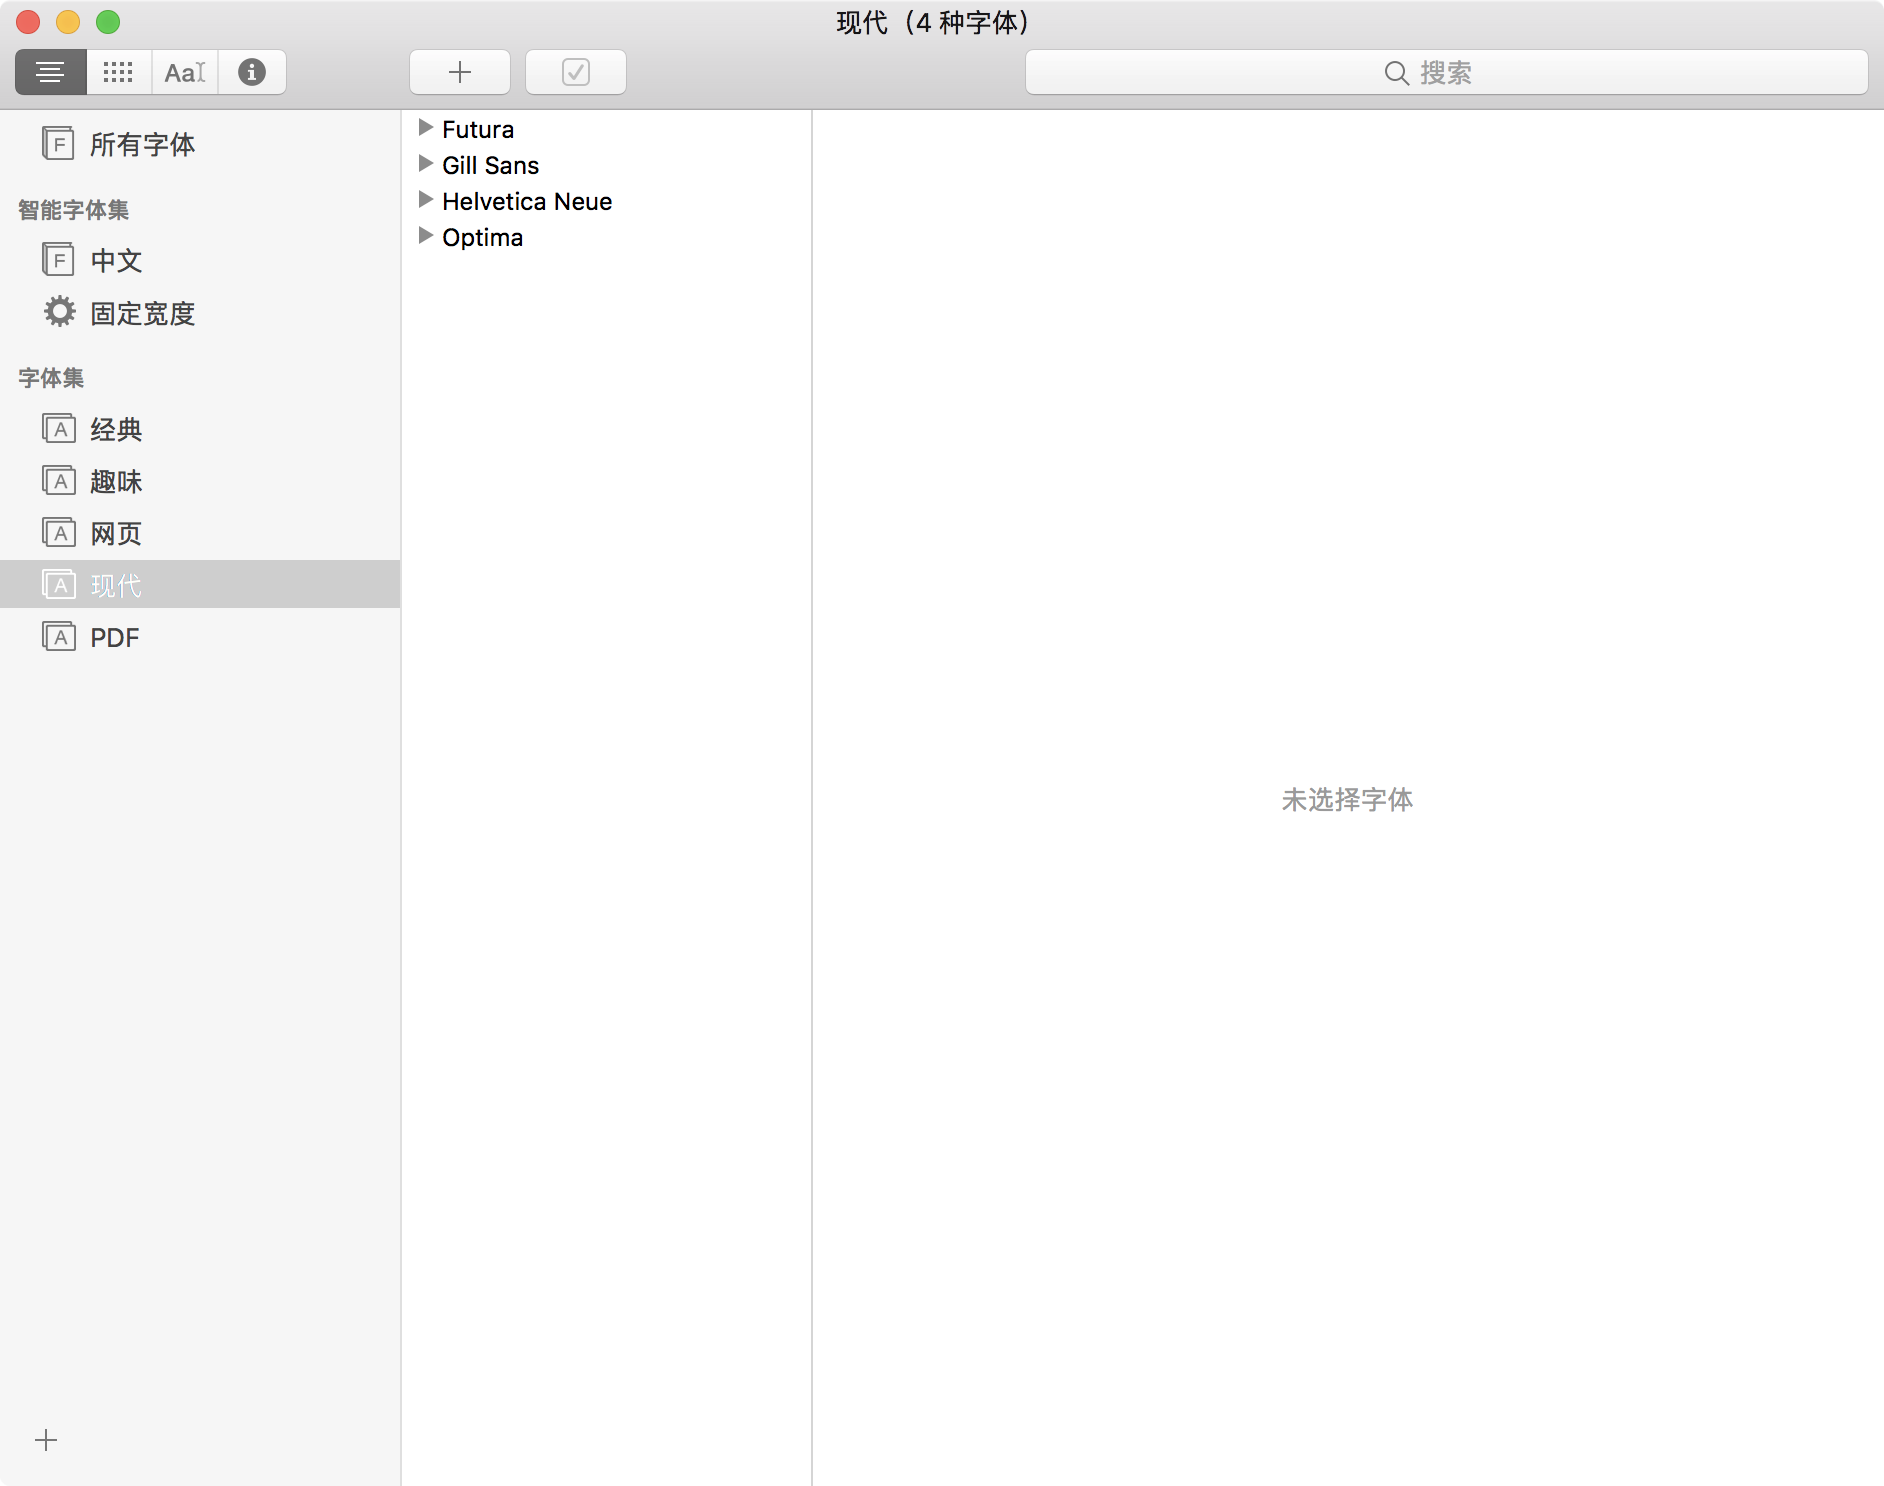 现代（4 种字体）
Aa
搜索
F 所有字体
智能字体集
F 中文
固定宽度
字体集
A 经典
A 趣味
A 网页
A 现代
A PDF
Futura
Gill Sans
Helvetica Neue
Optima
未选择字体